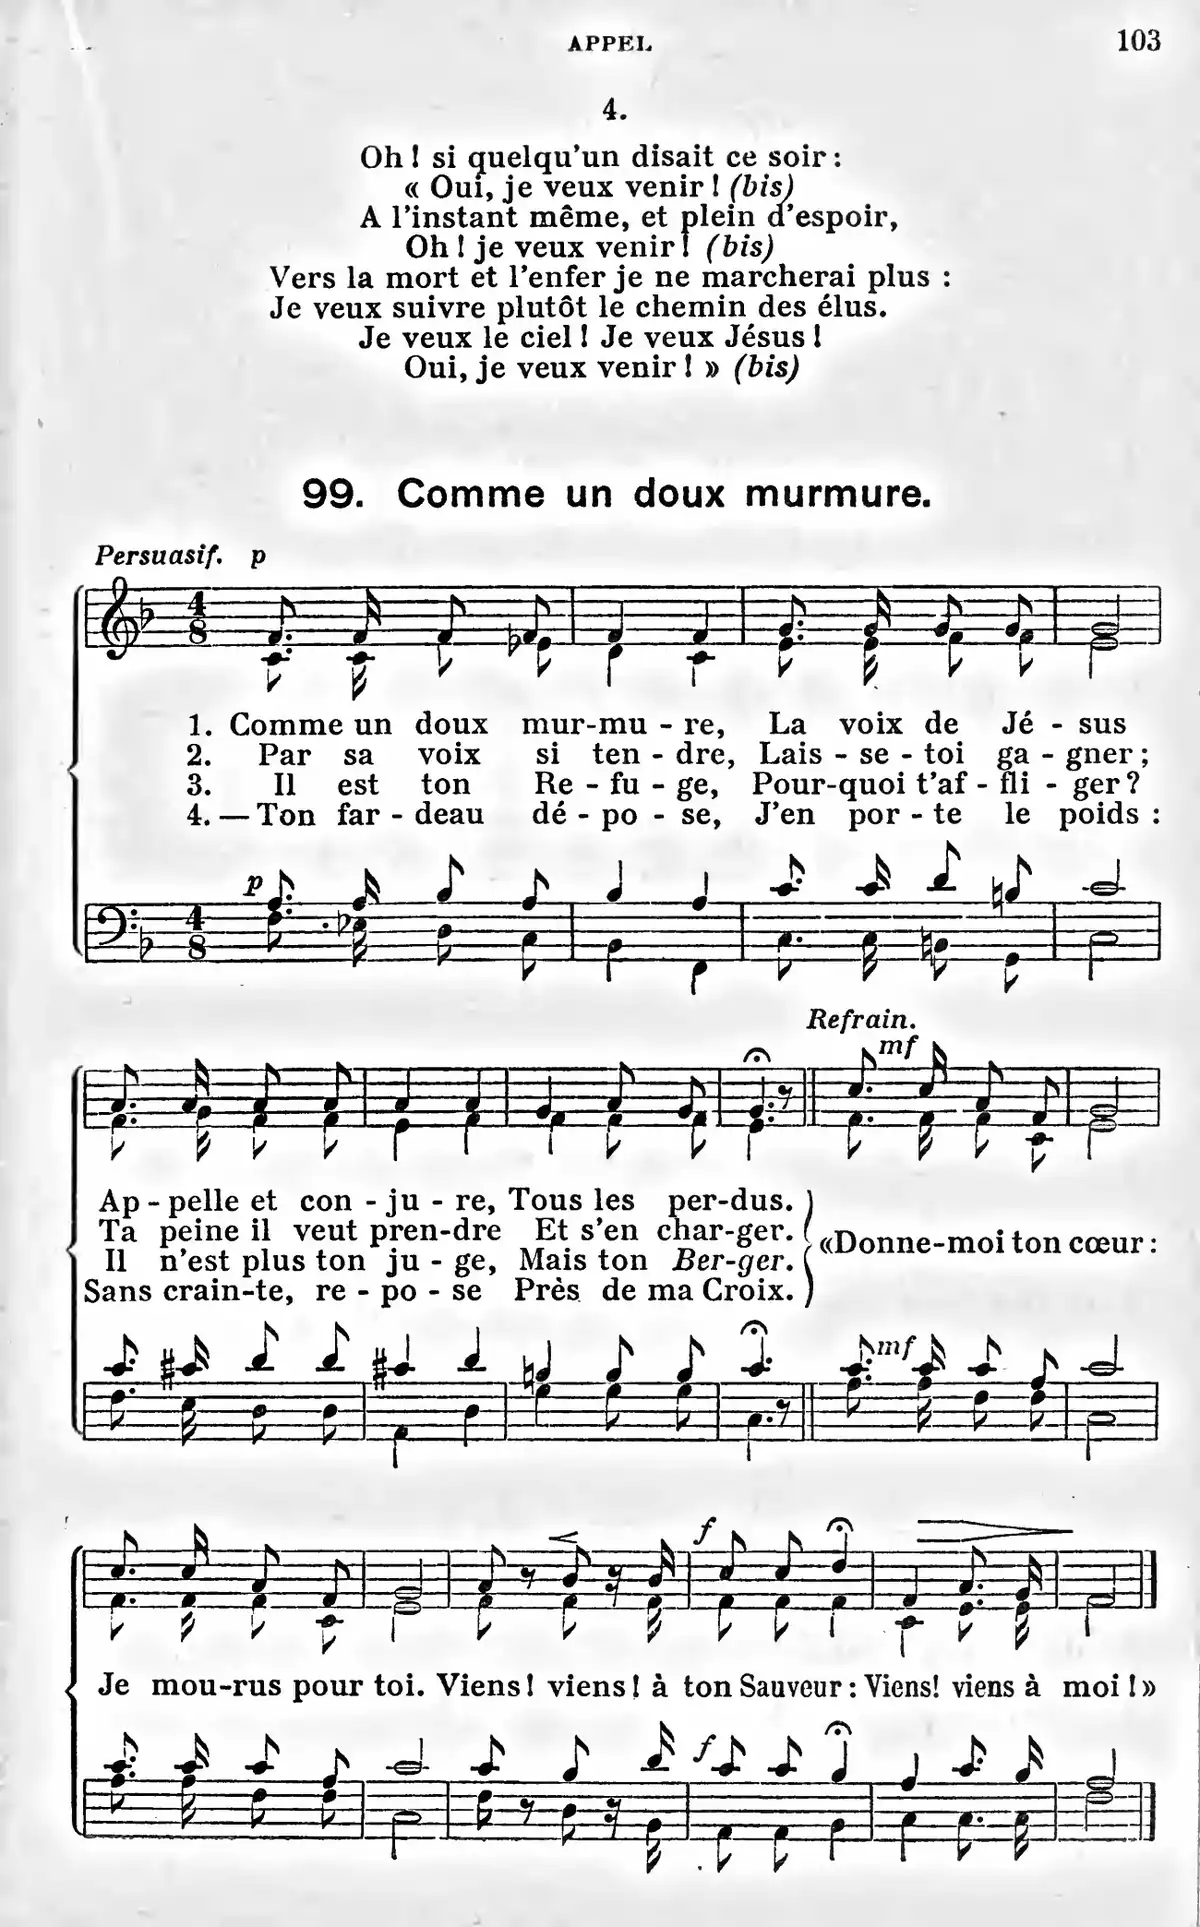 APPEL 103
4.
Oh ! si quelqu'un disait ce soir :
« Oui, je veux venir ! (bis)
A l'instant même, et plein d'espoir,
Oh ! je veux venir ! (bis)
Vers la mort et l'enfer je ne marcherai plus :
Je veux suivre plutôt le chemin des élus.
Je veux le ciel ! Je veux Jésus !
Oui, je veux venir ! » (bis)
99. Comme un doux murmure.
Persuasif. p
4
8
1. Comme un doux mur-mu - re, La voix de Jé - sus
2. Par sa voix si ten - dre, Lais - se - toi ga - gner ;
3. Il est ton Re - fu - ge, Pour-quoi t'af - fli - ger ?
4. — Ton far - deau dé - po - se, J'en por - te le poids :
p
4
8
Refrain.
mf
Ap - pelle et con - ju - re, Tous les per-dus.
Ta peine il veut pren-dre Et s'en char-ger.
Il n'est plus ton ju - ge, Mais ton Ber-ger.
Sans crain-te, re - po - se Près de ma Croix.
«Donne-moi ton cœur :
mf
f
Je mou-rus pour toi. Viens ! viens ! à ton Sauveur : Viens! viens à moi ! »
f